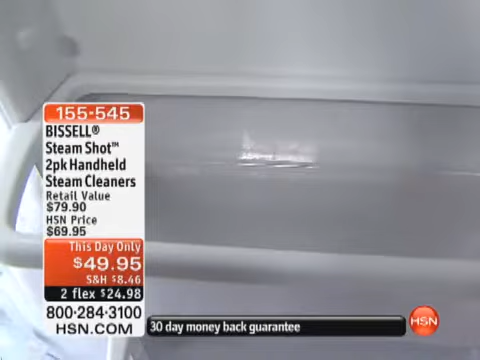 155-545
BISSELL®
Steam Shot™
2pk Handheld
Steam Cleaners
Retail Value
$79.90
HSN Price
$69.95
This Day Only
$49.95
S&H $8.46
2 flex $24.98
800·284·3100
HSN.COM
30 day money back guarantee
HSN